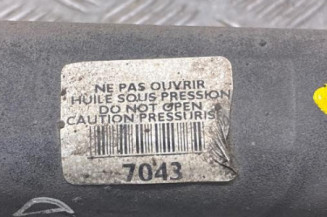 NE PAS OUVRIR
HUILE SOUS PRESSION
DO NOT OPEN
CAUTION PRESSURIS
7043